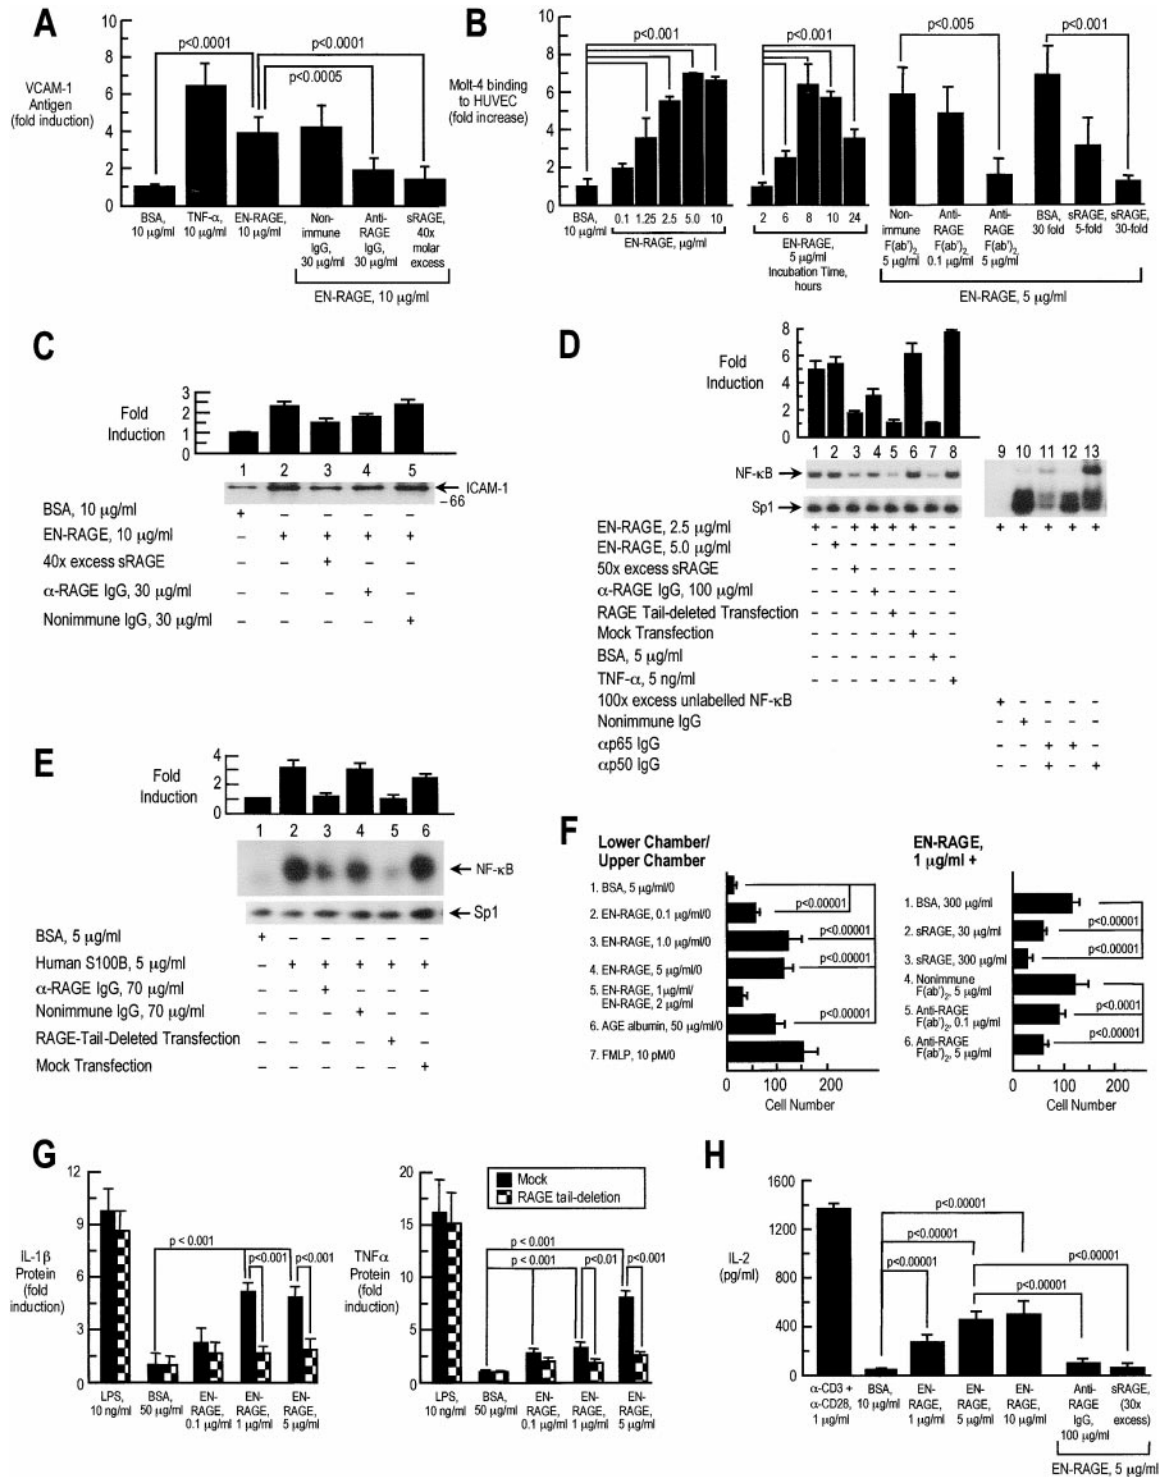 A
VCAM-1
Antigen
(fold induction)
10
8
6
4
2
0
p<0.0001
p<0.0001
p<0.0005
BSA,
10 µg/ml
TNF-α,
10 µg/ml
EN-RAGE,
10 µg/ml
Non-
immune
IgG,
30 µg/ml
Anti-
RAGE
IgG,
30 µg/ml
sRAGE,
40x
molar
excess
EN-RAGE, 10 µg/ml
B
Molt-4 binding
to HUVEC
(fold increase)
10
8
6
4
2
0
p<0.001
p<0.001
p<0.005
p<0.001
BSA,
10 µg/ml
0.1 1.25 2.5 5.0 10
EN-RAGE, µg/ml
2 6 8 10 24
EN-RAGE,
5 µg/ml
Incubation Time,
hours
Non-
immune
F(ab')2,
5 µg/ml
Anti-
RAGE
F(ab')2,
0.1 µg/ml
Anti-
RAGE
F(ab')2,
5 µg/ml
BSA,
30 fold
sRAGE,
5-fold
sRAGE,
30-fold
EN-RAGE, 5 µg/ml
C
Fold
Induction
3
2
1
0
1 2 3 4 5
ICAM-1
–66
BSA, 10 µg/ml + – – – –
EN-RAGE, 10 µg/ml – + + + +
40x excess sRAGE – – + – –
α-RAGE IgG, 30 µg/ml – – – + –
Nonimmune IgG, 30 µg/ml – – – – +
D
Fold
Induction
8
6
4
2
0
1 2 3 4 5 6 7 8 9 10 11 12 13
NF-κB
Sp1
EN-RAGE, 2.5 µg/ml + – + + + + – – + + + + +
EN-RAGE, 5.0 µg/ml – + – – – – – –
50x excess sRAGE – – + – – – – –
α-RAGE IgG, 100 µg/ml – – – + – – – –
RAGE Tail-deleted Transfection – – – – + – – –
Mock Transfection – – – – – + – –
BSA, 5 µg/ml – – – – – – + –
TNF-α, 5 ng/ml – – – – – – – +
100x excess unlabelled NF-κB + – – – –
Nonimmune IgG – + – – –
αp65 IgG – – + + –
αp50 IgG – – + – +
E
Fold
Induction
4
2
0
1 2 3 4 5 6
NF-κB
Sp1
BSA, 5 µg/ml + – – – – –
Human S100B, 5 µg/ml – + + + + +
α-RAGE IgG, 70 µg/ml – – + – – –
Nonimmune IgG, 70 µg/ml – – – + – –
RAGE-Tail-Deleted Transfection – – – – + –
Mock Transfection – – – – – +
F
Lower Chamber/
Upper Chamber
1. BSA, 5 µg/ml/0
2. EN-RAGE, 0.1 µg/ml/0
3. EN-RAGE, 1.0 µg/ml/0
4. EN-RAGE, 5 µg/ml/0
5. EN-RAGE, 1µg/ml/
EN-RAGE, 2 µg/ml
6. AGE albumin, 50 µg/ml/0
7. FMLP, 10 pM/0
p<0.00001
p<0.00001
p<0.00001
p<0.00001
0 100 200
Cell Number
EN-RAGE,
1 µg/ml +
1. BSA, 300 µg/ml
2. sRAGE, 30 µg/ml
3. sRAGE, 300 µg/ml
4. Nonimmune
F(ab')2, 5 µg/ml
5. Anti-RAGE
F(ab')2, 0.1 µg/ml
6. Anti-RAGE
F(ab')2, 5 µg/ml
p<0.00001
p<0.00001
p<0.0001
p<0.00001
0 100 200
Cell Number
G
IL-1β
Protein
(fold
induction)
12
9
6
3
0
p < 0.001
p<0.001
p<0.001
LPS,
10 ng/ml
BSA,
50 µg/ml
EN-
RAGE,
0.1 µg/ml
EN-
RAGE,
1 µg/ml
EN-
RAGE,
5 µg/ml
TNFα
Protein
(fold
induction)
20
15
10
5
0
Mock
RAGE tail-deletion
p < 0.001
p < 0.001
p<0.01
p<0.001
LPS,
10 ng/ml
BSA,
50 µg/ml
EN-
RAGE,
0.1 µg/ml
EN-
RAGE,
1 µg/ml
EN-
RAGE,
5 µg/ml
H
IL-2
(pg/ml)
1600
1200
800
400
0
p<0.00001
p<0.00001
p<0.00001
p<0.00001
p<0.00001
α-CD3 +
α-CD28,
1 µg/ml
BSA,
10 µg/ml
EN-
RAGE,
1 µg/ml
EN-
RAGE,
5 µg/ml
EN-
RAGE,
10 µg/ml
Anti-
RAGE
IgG,
100 µg/ml
sRAGE,
(30x
excess)
EN-RAGE, 5 µg/ml